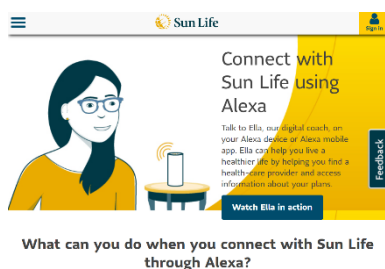 Sun Life
Sign in
Connect with
Sun Life using
Alexa
Talk to Ella, our digital coach, on
your Alexa device or Alexa mobile
app. Ella can help you live a
healthier life by helping you find a
health-care provider and access
information about your plans.
Feedback
Watch Ella in action
What can you do when you connect with Sun Life
through Alexa?